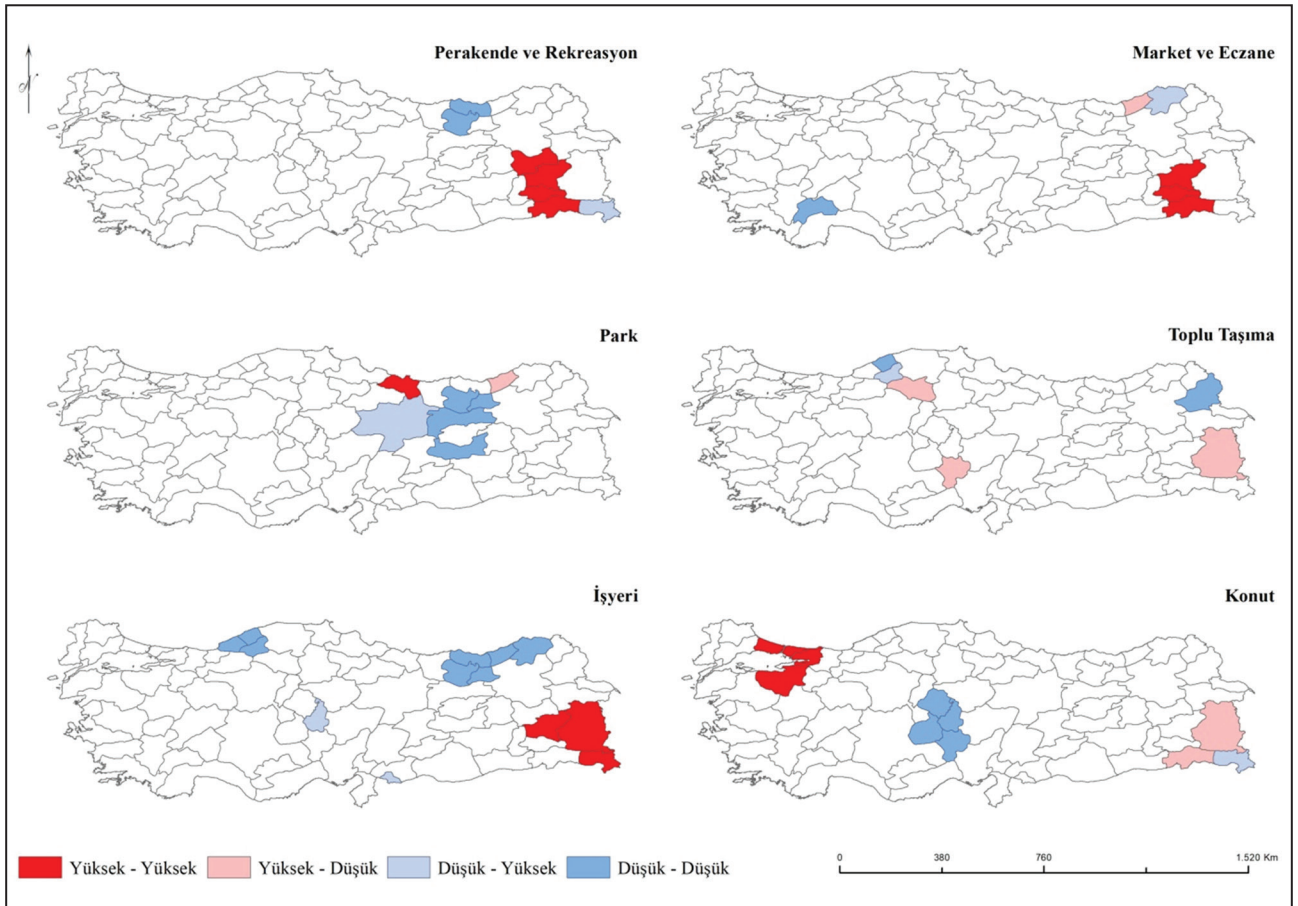 N
Perakende ve Rekreasyon
Market ve Eczane
Park
Toplu Taşıma
İşyeri
Konut
Yüksek - Yüksek
Yüksek - Düşük
Düşük - Yüksek
Düşük - Düşük
0 380 760 1.520 Km